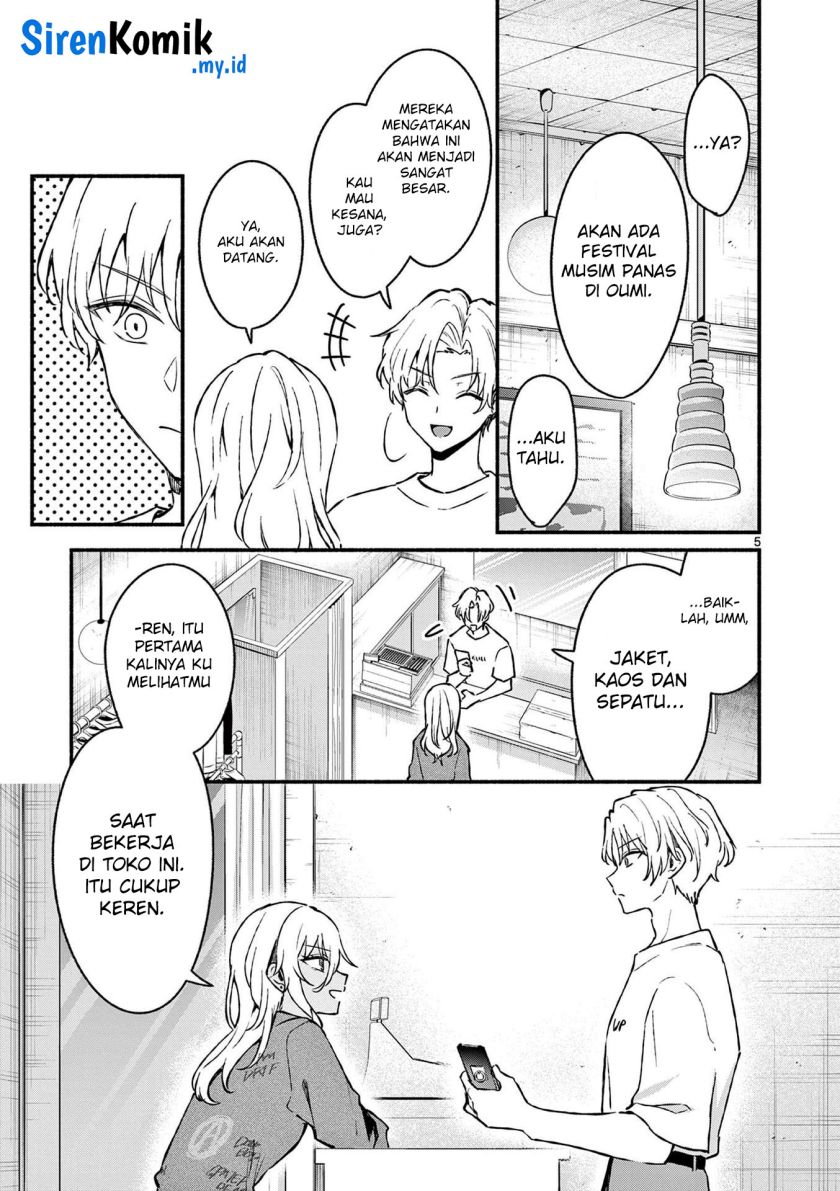 SirenKomik
.my.id
...YA?
AKAN ADA
FESTIVAL
MUSIM PANAS
DI OUMI.
...AKU
TAHU.
MEREKA
MENGATAKAN
BAHWA INI
AKAN MENJADI
SANGAT
BESAR.
KAU
MAU
KESANA,
JUGA?
YA,
AKU AKAN
DATANG.
5
...BAIK-
LAH, UMM,
JAKET,
KAOS DAN
SEPATU...
-REN, ITU
PERTAMA
KALINYA KU
MELIHATMU
SAAT
BEKERJA
DI TOKO INI.
ITU CUKUP
KEREN.
UP